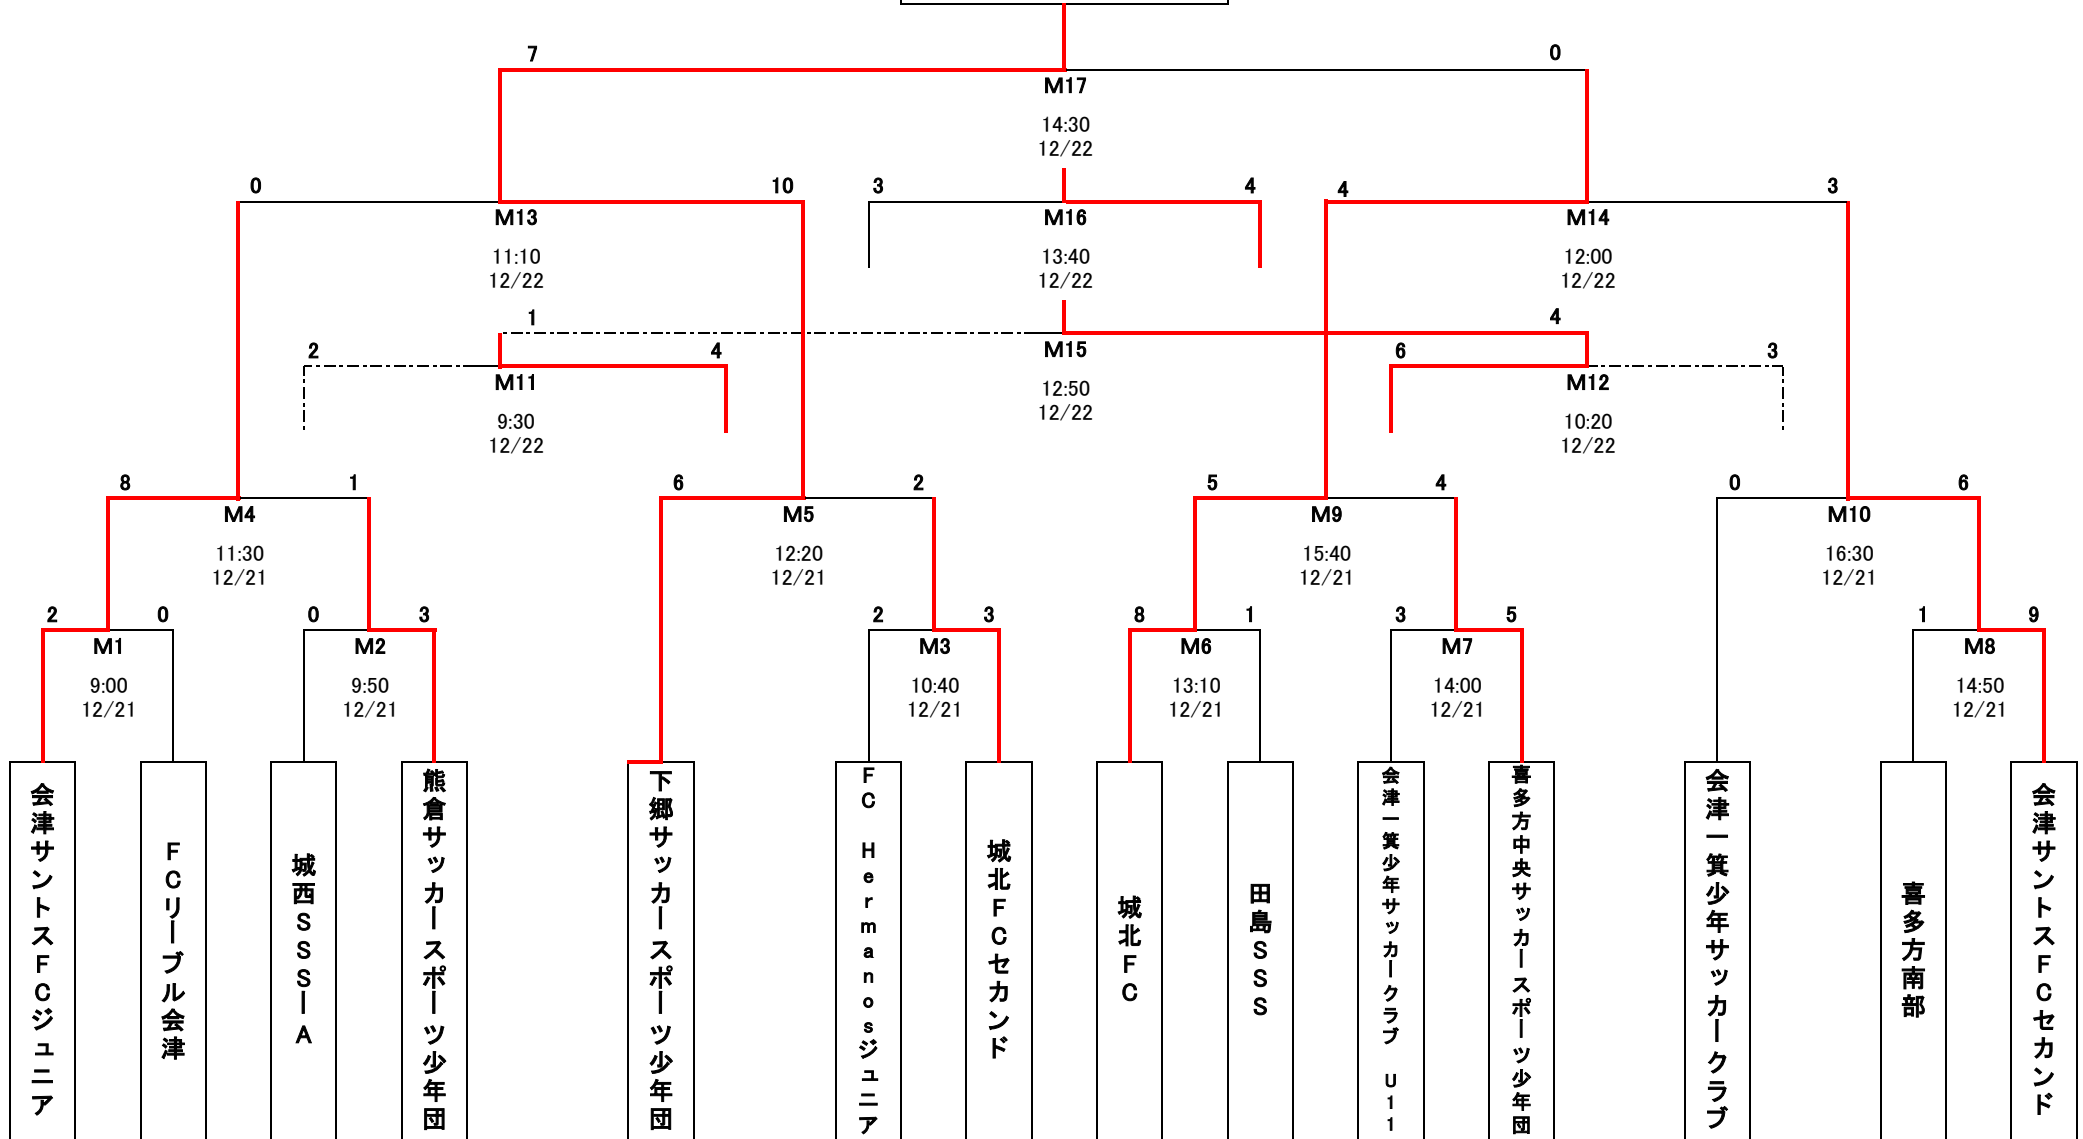 7 0
M17
14:30
12/22
0 10 3 4 4 3
M13 M16 M14
11:10 13:40 12:00
12/22 12/22 12/22
1 4
M15
2 4 6 3
M11 M12
12:50
12/22
9:30 10:20
12/22 12/22
8 1 6 2 5 4 0 6
M4 M5 M9 M10
11:30 12:20 15:40 16:30
12/21 12/21 12/21 12/21
2 0 0 3 2 3 8 1 3 5 1 9
M1 M2 M3 M6 M7 M8
9:00 9:50 10:40 13:10 14:00 14:50
12/21 12/21 12/21 12/21 12/21 12/21
会津サントスFCジュニア
FCリーブル会津
城西SSSーA
熊倉サッカースポーツ少年団
下郷サッカースポーツ少年団
FC Hermanosジュニア
城北FCセカンド
城北FC
田島SSS
会津一箕少年サッカークラブ U11
喜多方中央サッカースポーツ少年団
会津一箕少年サッカークラブ
喜多方南部
会津サントスFCセカンド